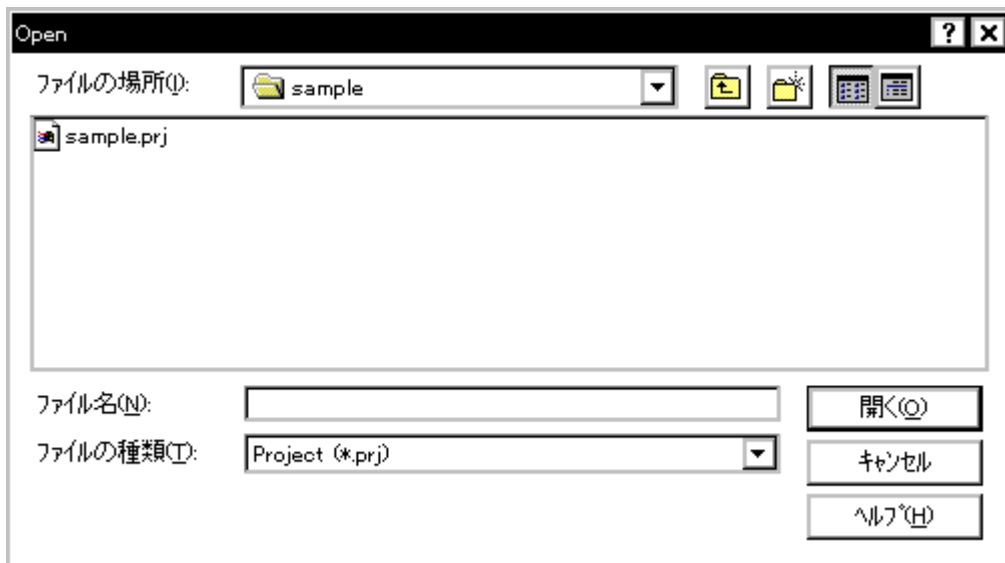 Open
ﾌｧｲﾙの場所(I):
sample
sample.prj
ﾌｧｲﾙ名(N):
開く(O)
ﾌｧｲﾙの種類(T):
Project (*.prj)
ｷｬﾝｾﾙ
ﾍﾙﾌﾟ(H)